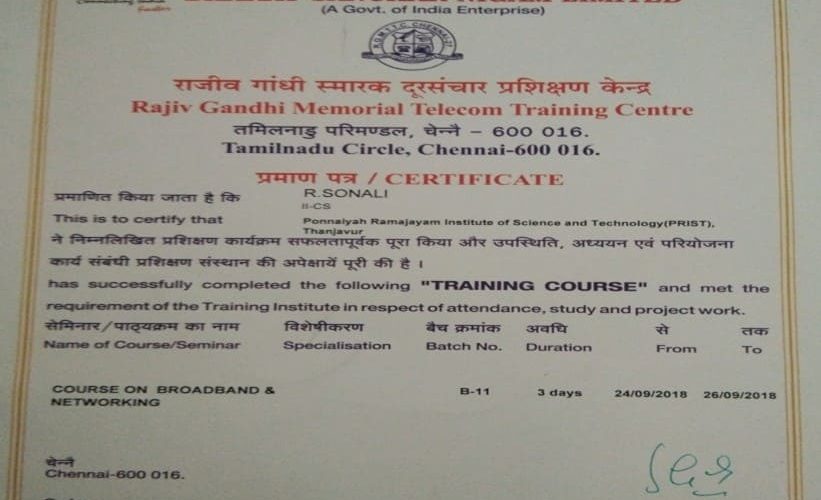 (A Govt. of India Enterprise)
राजीव गांधी स्मारक दूरसंचार प्रशिक्षण केन्द्र
Rajiv Gandhi Memorial Telecom Training Centre
तमिलनाडु परिमण्डल, चेन्नै – 600 016.
Tamilnadu Circle, Chennai-600 016.
प्रमाण पत्र / CERTIFICATE
प्रमाणित किया जाता है कि R.SONALI
II-CS
This is to certify that Ponnaiyah Ramajayam Institute of Science and Technology(PRIST),
Thanjavur
ने निम्नलिखित प्रशिक्षण कार्यक्रम सफलतापूर्वक पूरा किया और उपस्थिति, अध्ययन एवं परियोजना
कार्य संबंधी प्रशिक्षण संस्थान की अपेक्षायें पूरी की है ।
has successfully completed the following "TRAINING COURSE" and met the
requirement of the Training Institute in respect of attendance, study and project work.
सेमिनार/पाठ्यक्रम का नाम विशेषीकरण बैच क्रमांक अवधि से तक
Name of Course/Seminar Specialisation Batch No. Duration From To
COURSE ON BROADBAND & B-11 3 days 24/09/2018 26/09/2018
NETWORKING
चेन्नै
Chennai-600 016.